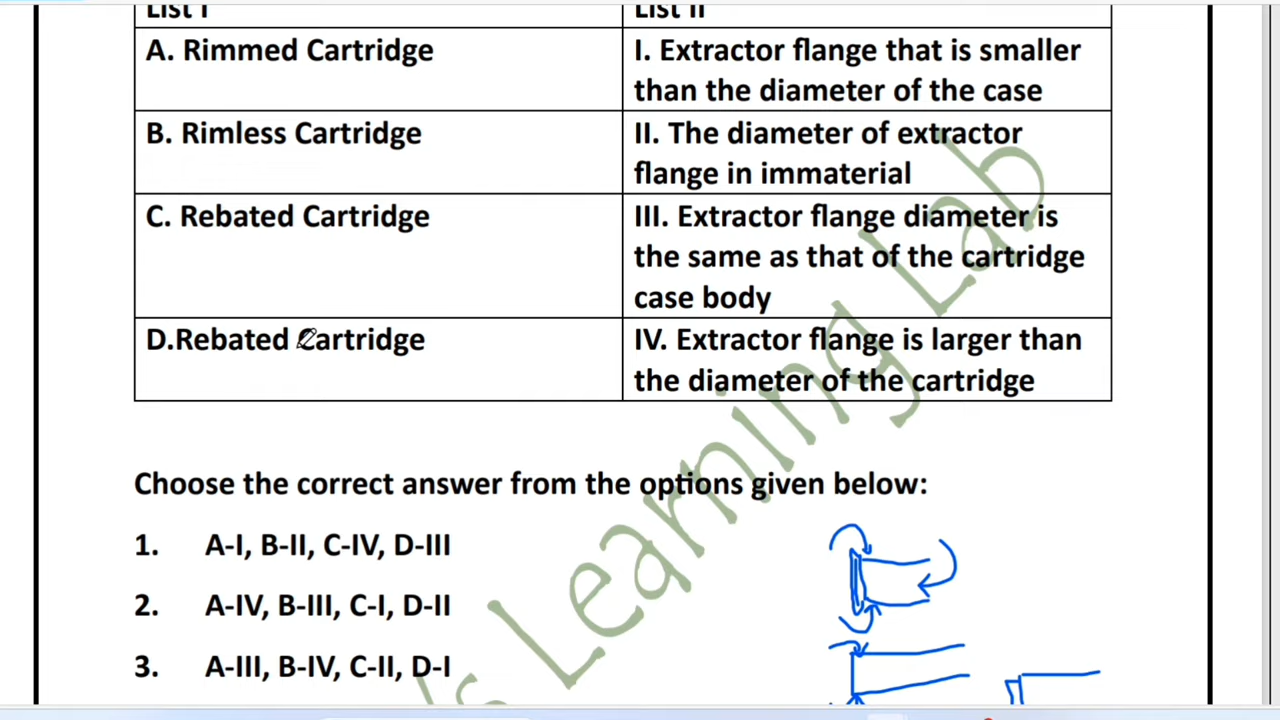 List I
List II
A. Rimmed Cartridge
I. Extractor flange that is smaller
than the diameter of the case
B. Rimless Cartridge
II. The diameter of extractor
flange in immaterial
C. Rebated Cartridge
III. Extractor flange diameter is
the same as that of the cartridge
case body
D.Rebated Cartridge
IV. Extractor flange is larger than
the diameter of the cartridge
Choose the correct answer from the options given below:
1. A-I, B-II, C-IV, D-III
2. A-IV, B-III, C-I, D-II
3. A-III, B-IV, C-II, D-I
s Learning Lab